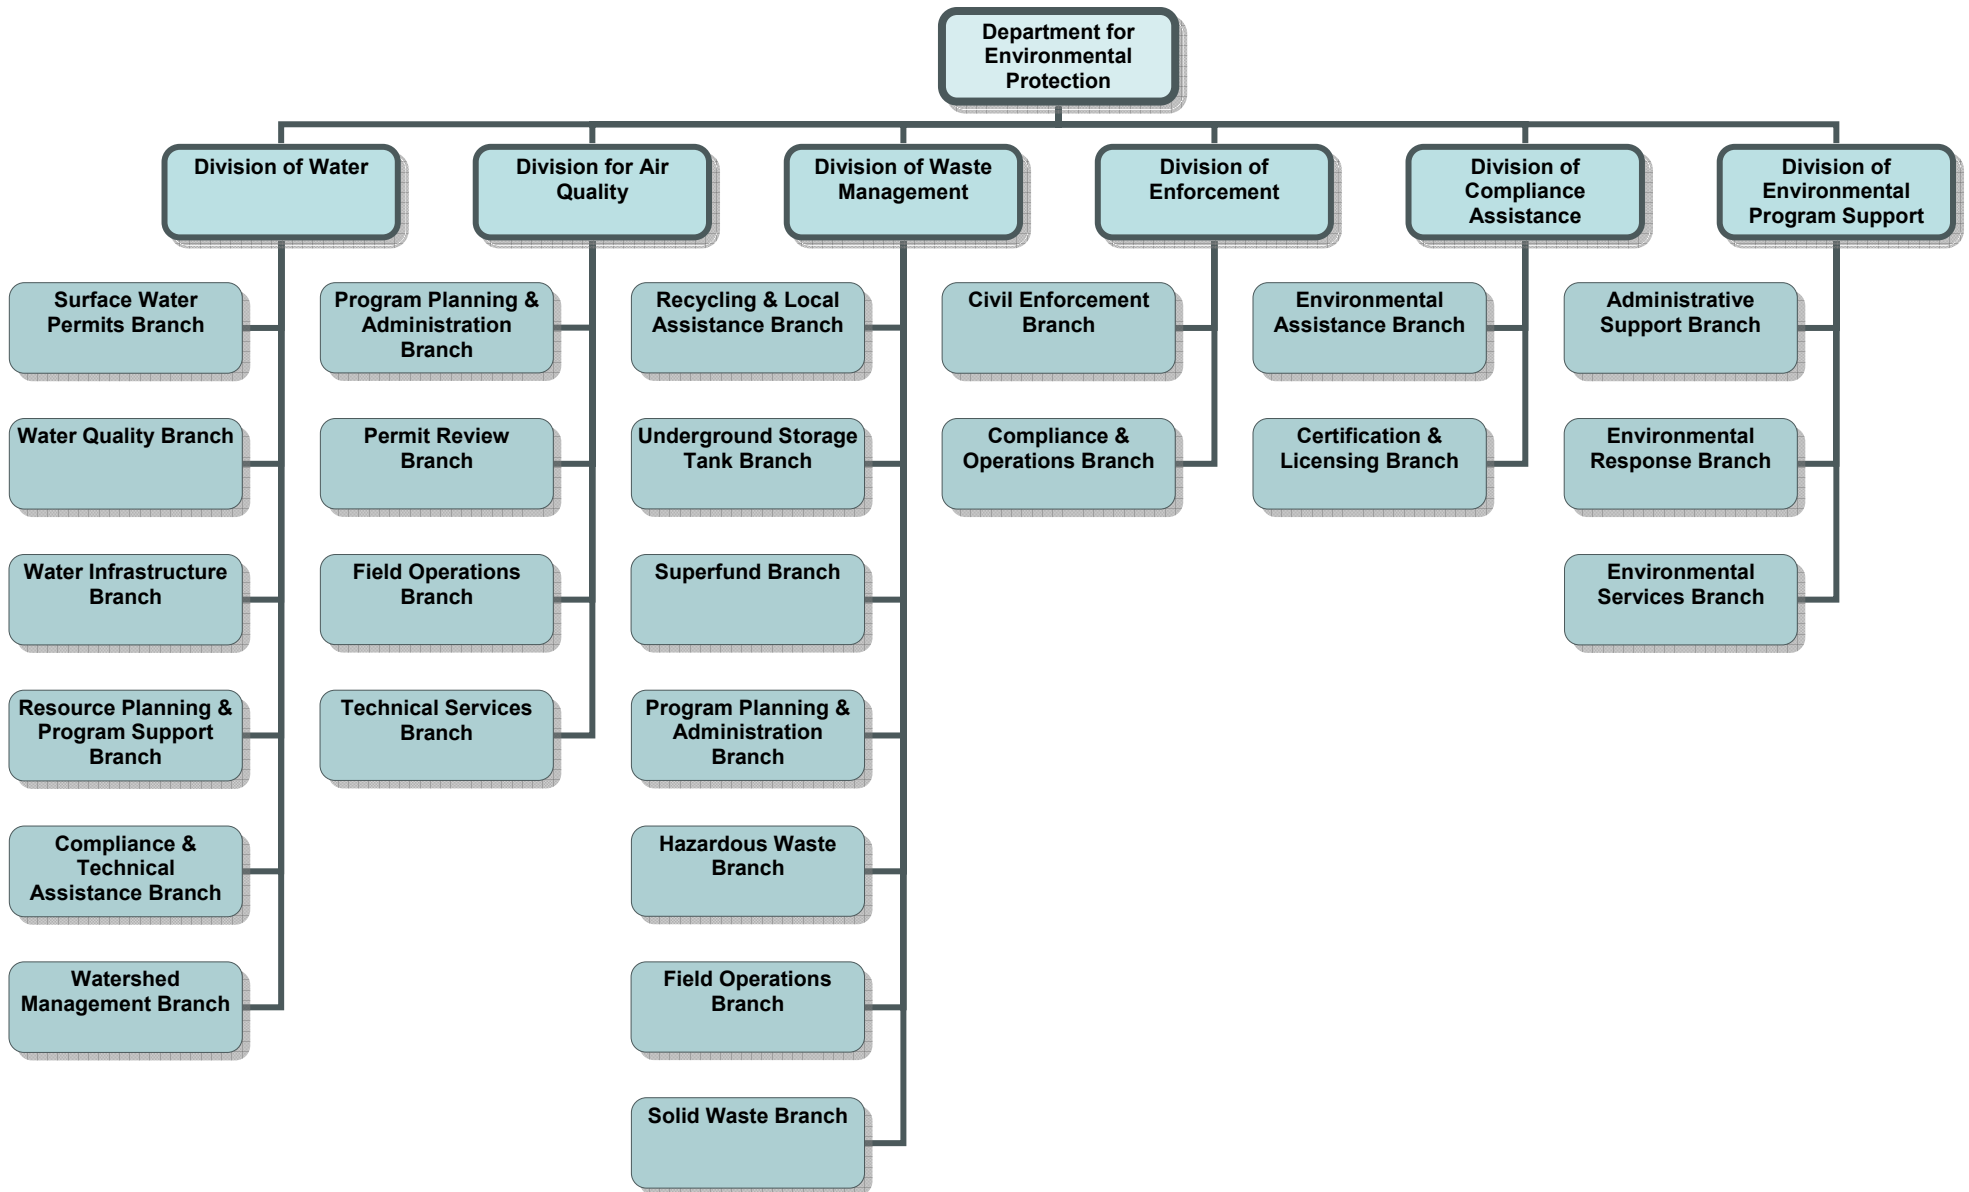 Department for
Environmental
Protection
Division of Water
Division for Air
Quality
Division of Waste
Management
Division of
Enforcement
Division of
Compliance
Assistance
Division of
Environmental
Program Support
Surface Water
Permits Branch
Water Quality Branch
Water Infrastructure
Branch
Resource Planning &
Program Support
Branch
Compliance &
Technical
Assistance Branch
Watershed
Management Branch
Program Planning &
Administration
Branch
Permit Review
Branch
Field Operations
Branch
Technical Services
Branch
Recycling & Local
Assistance Branch
Underground Storage
Tank Branch
Superfund Branch
Program Planning &
Administration
Branch
Hazardous Waste
Branch
Field Operations
Branch
Solid Waste Branch
Civil Enforcement
Branch
Compliance &
Operations Branch
Environmental
Assistance Branch
Certification &
Licensing Branch
Administrative
Support Branch
Environmental
Response Branch
Environmental
Services Branch